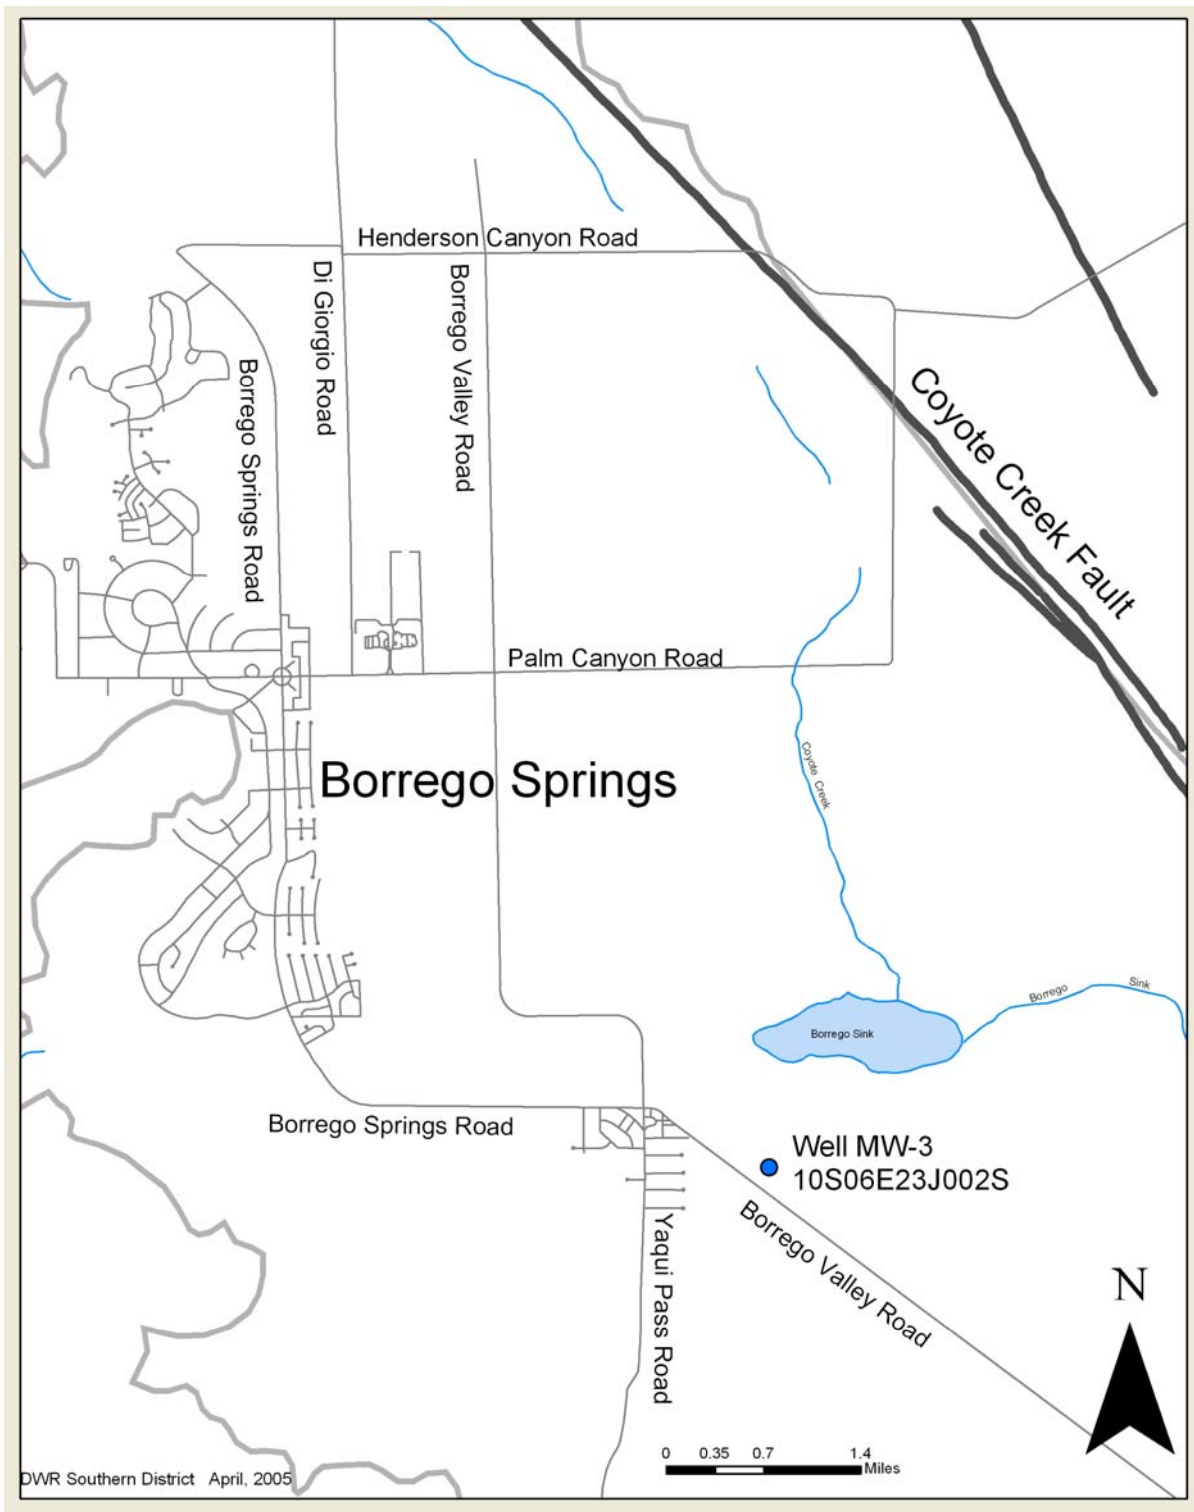 Henderson Canyon Road
Di Giorgio Road
Borrego Valley Road
Borrego Springs Road
Coyote Creek Fault
Palm Canyon Road
Borrego Springs
Coyote Creek
Borrego Sink
Borrego Sink
Borrego Springs Road
Well MW-3
10S06E23J002S
Borrego Valley Road
Yaqui Pass Road
N
0 0.35 0.7 1.4
Miles
DWR Southern District April, 2005